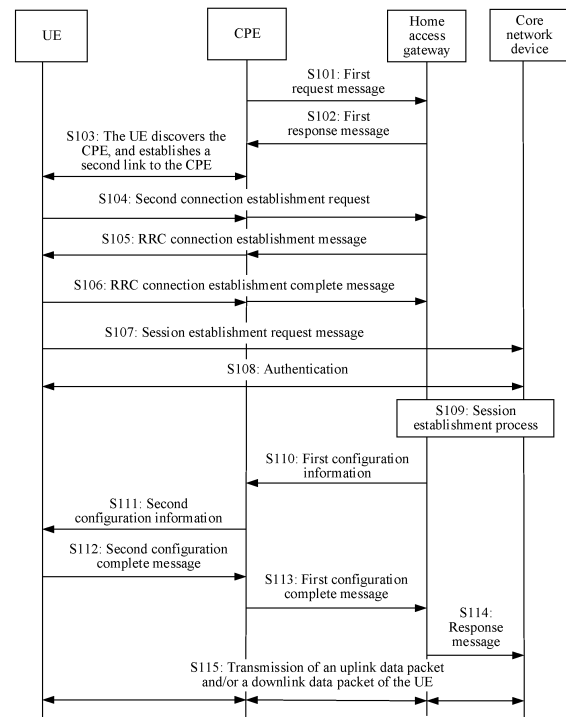 UE
CPE
Home
access
gateway
Core
network
device
S101: First
request message
S102: First
response message
S103: The UE discovers the
CPE, and establishes a
second link to the CPE
S104: Second connection establishment request
S105: RRC connection establishment message
S106: RRC connection establishment complete message
S107: Session establishment request message
S108: Authentication
S109: Session
establishment process
S110: First configuration
information
S111: Second
configuration information
S112: Second configuration
complete message
S113: First configuration
complete message
S114:
Response
message
S115: Transmission of an uplink data packet
and/or a downlink data packet of the UE